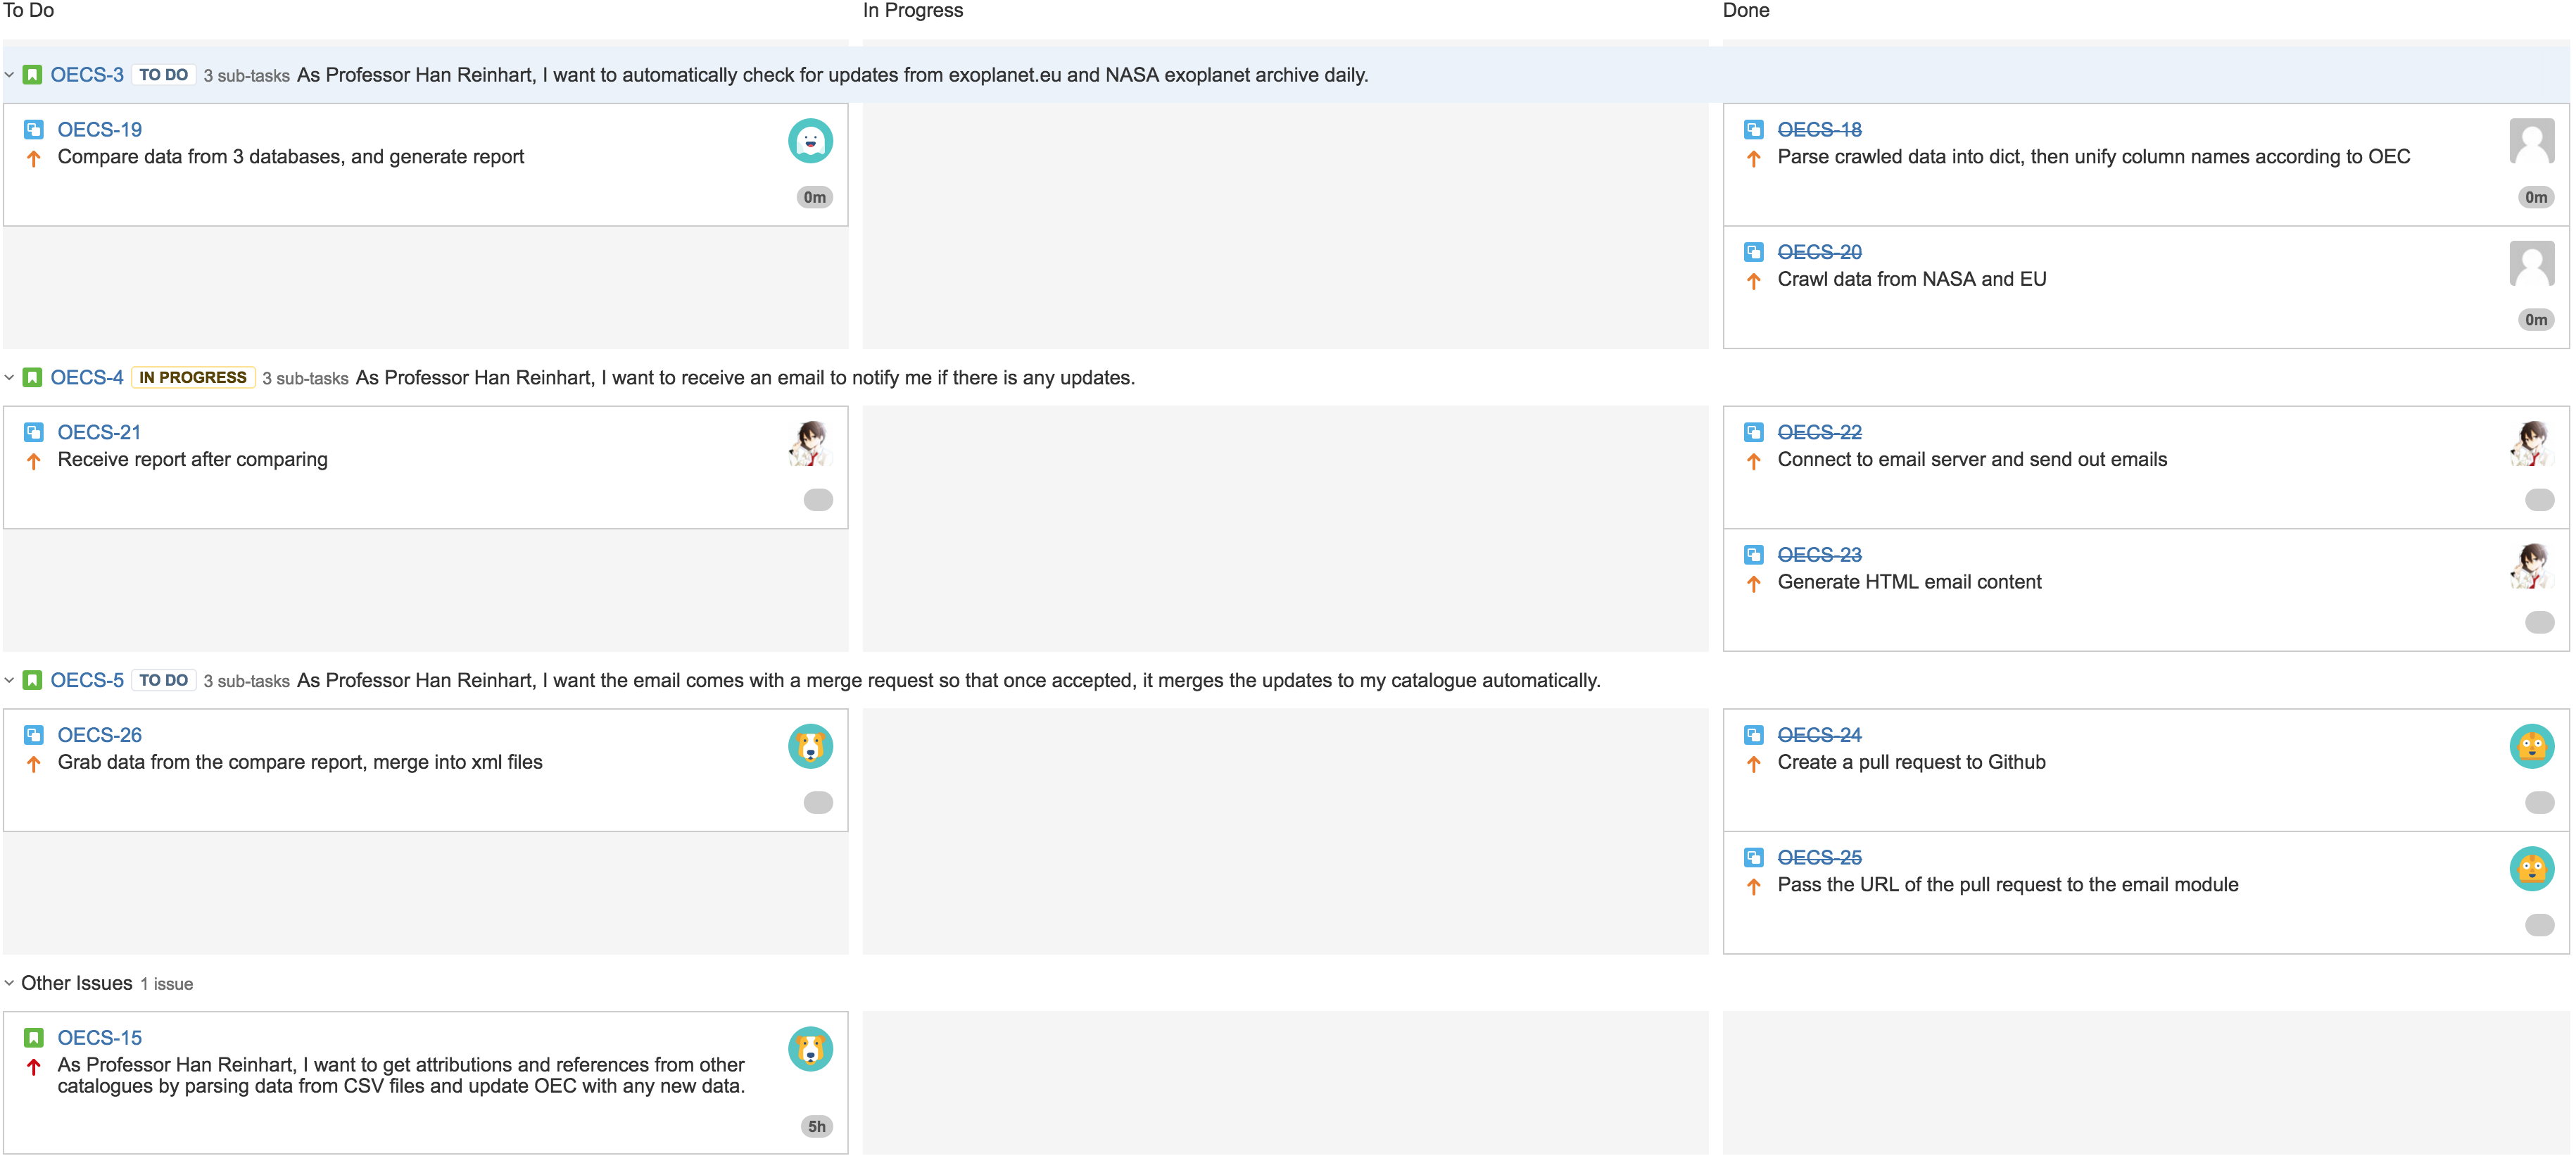 To Do
In Progress
Done
OECS-3 TO DO 3 sub-tasks As Professor Han Reinhart, I want to automatically check for updates from exoplanet.eu and NASA exoplanet archive daily.
OECS-19
Compare data from 3 databases, and generate report
0m
OECS-18
Parse crawled data into dict, then unify column names according to OEC
0m
OECS-20
Crawl data from NASA and EU
0m
OECS-4 IN PROGRESS 3 sub-tasks As Professor Han Reinhart, I want to receive an email to notify me if there is any updates.
OECS-21
Receive report after comparing
OECS-22
Connect to email server and send out emails
OECS-23
Generate HTML email content
OECS-5 TO DO 3 sub-tasks As Professor Han Reinhart, I want the email comes with a merge request so that once accepted, it merges the updates to my catalogue automatically.
OECS-26
Grab data from the compare report, merge into xml files
OECS-24
Create a pull request to Github
OECS-25
Pass the URL of the pull request to the email module
Other Issues 1 issue
OECS-15
As Professor Han Reinhart, I want to get attributions and references from other
catalogues by parsing data from CSV files and update OEC with any new data.
5h